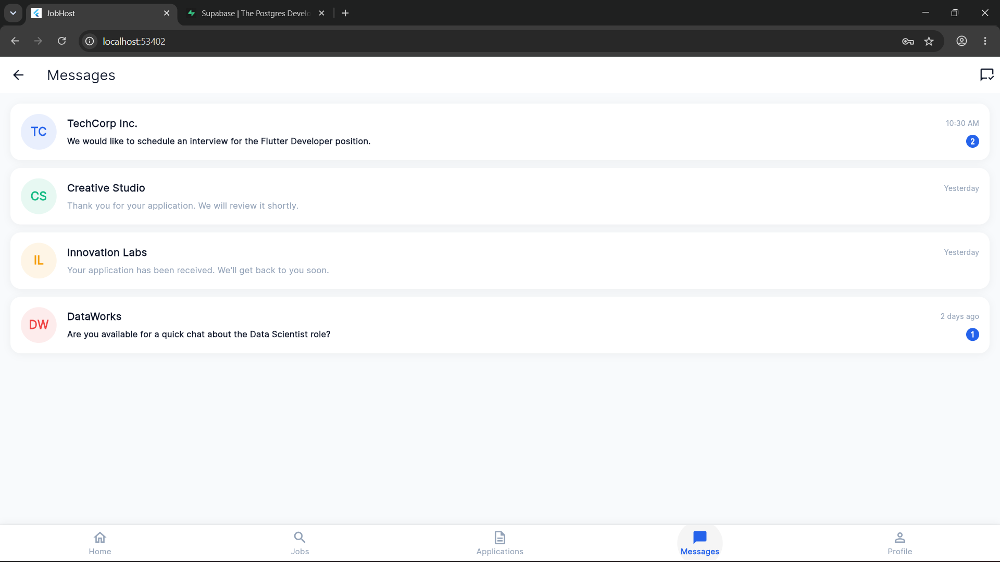 JobHost
Supabase | The Postgres Develo
localhost:53402
Messages
TC
TechCorp Inc.
10:30 AM
We would like to schedule an interview for the Flutter Developer position.
2
CS
Creative Studio
Yesterday
Thank you for your application. We will review it shortly.
IL
Innovation Labs
Yesterday
Your application has been received. We'll get back to you soon.
DW
DataWorks
2 days ago
Are you available for a quick chat about the Data Scientist role?
1
Home
Jobs
Applications
Messages
Profile